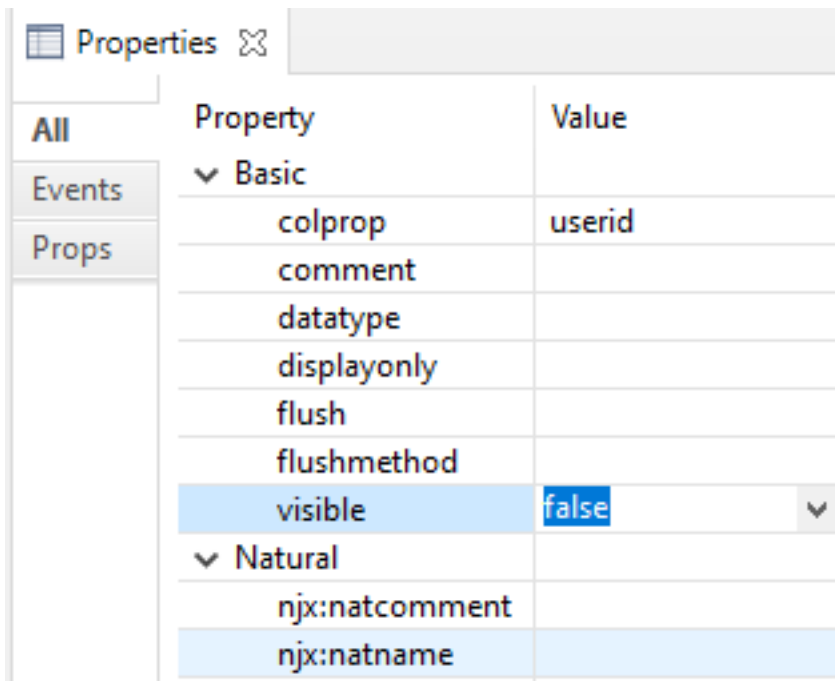 Properties
All
Events
Props
Property Value
Basic
colprop userid
comment
datatype
displayonly
flush
flushmethod
visible false
Natural
njx:natcomment
njx:natname